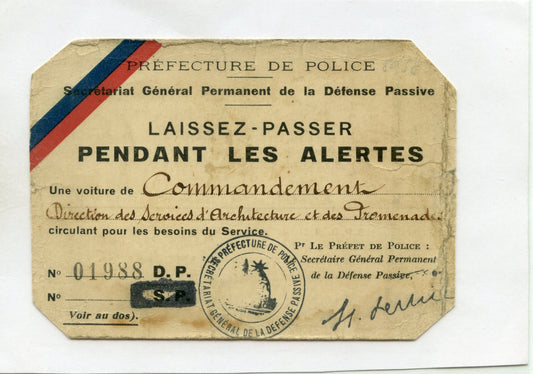 PRÉFECTURE DE POLICE
Secrétariat Général Permanent de la Défense Passive
LAISSEZ-PASSER
PENDANT LES ALERTES
Une voiture de Commandement
Direction des Services d'Architecture et des Promenades
circulant pour les besoins du Service.
Pr LE PRÉFET DE POLICE :
Secrétaire Général Permanent
de la Défense Passive,
No 01988 D.P.
No S.P.
Voir au dos).
PRÉFECTURE DE POLICE
SECRÉTARIAT GÉNÉRAL DE LA DÉFENSE PASSIVE